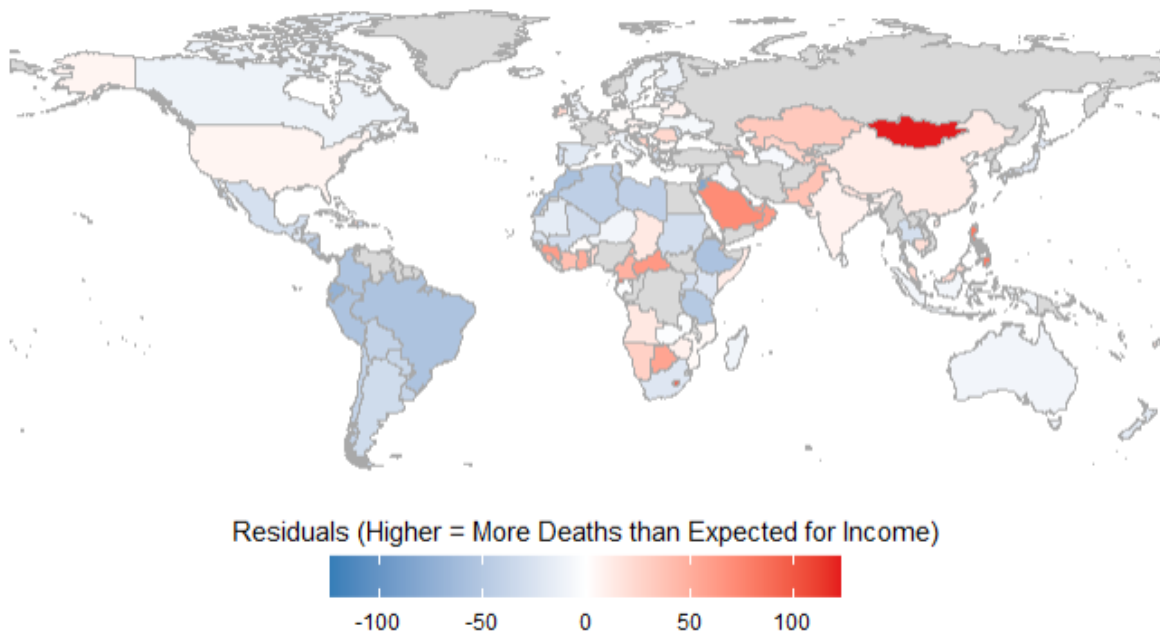 Residuals (Higher = More Deaths than Expected for Income)
-100 -50 0 50 100